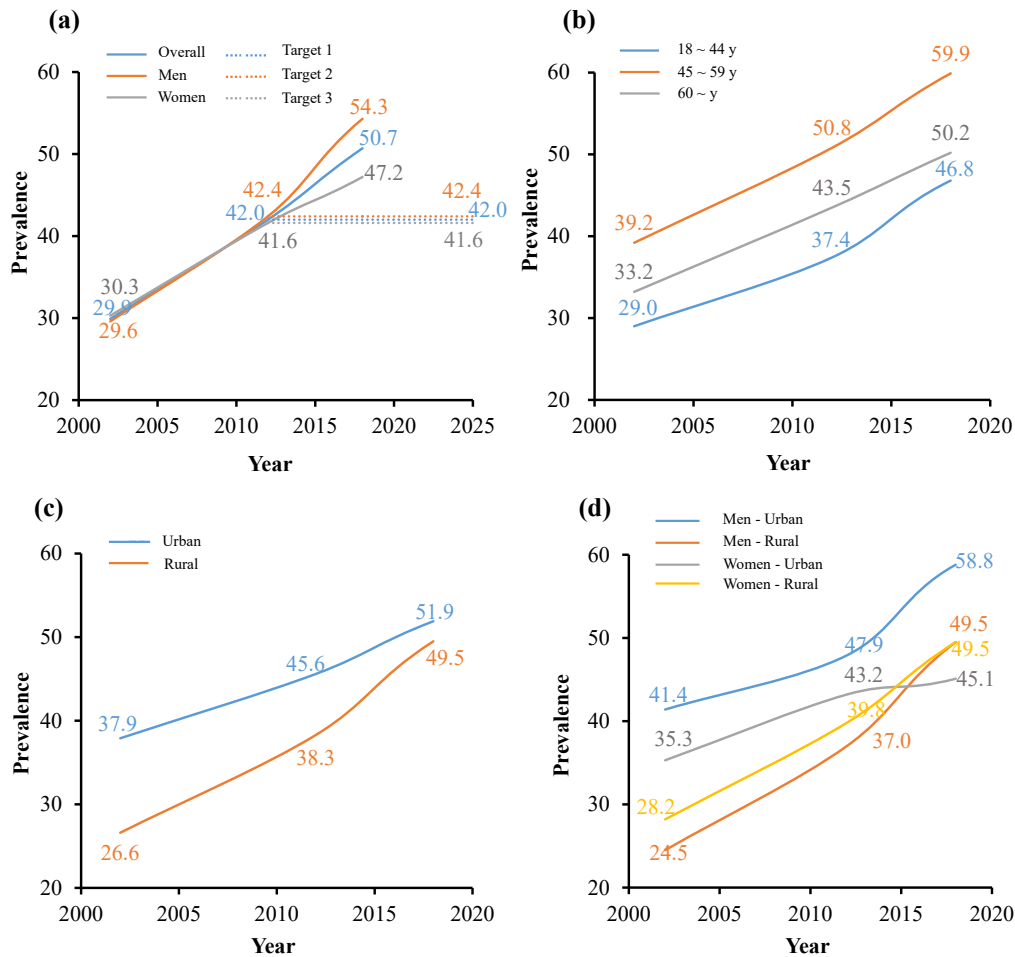 (a)
Overall
Men
Women
Target 1
Target 2
Target 3
Prevalence
60
50
40
30
20
54.3
50.7
47.2
42.4
42.0
41.6
42.4
42.0
41.6
30.3
29.9
29.6
2000 2005 2010 2015 2020 2025
Year
(b)
18 ~ 44 y
45 ~ 59 y
60 ~ y
Prevalence
60
50
40
30
20
59.9
50.8
50.2
46.8
43.5
39.2
37.4
33.2
29.0
2000 2005 2010 2015 2020
Year
(c)
Urban
Rural
Prevalence
60
50
40
30
20
51.9
49.5
45.6
38.3
37.9
26.6
2000 2005 2010 2015 2020
Year
(d)
Men - Urban
Men - Rural
Women - Urban
Women - Rural
Prevalence
60
50
40
30
20
58.8
49.5
49.5
47.9
45.1
43.2
41.4
39.8
37.0
35.3
28.2
24.5
2000 2005 2010 2015 2020
Year